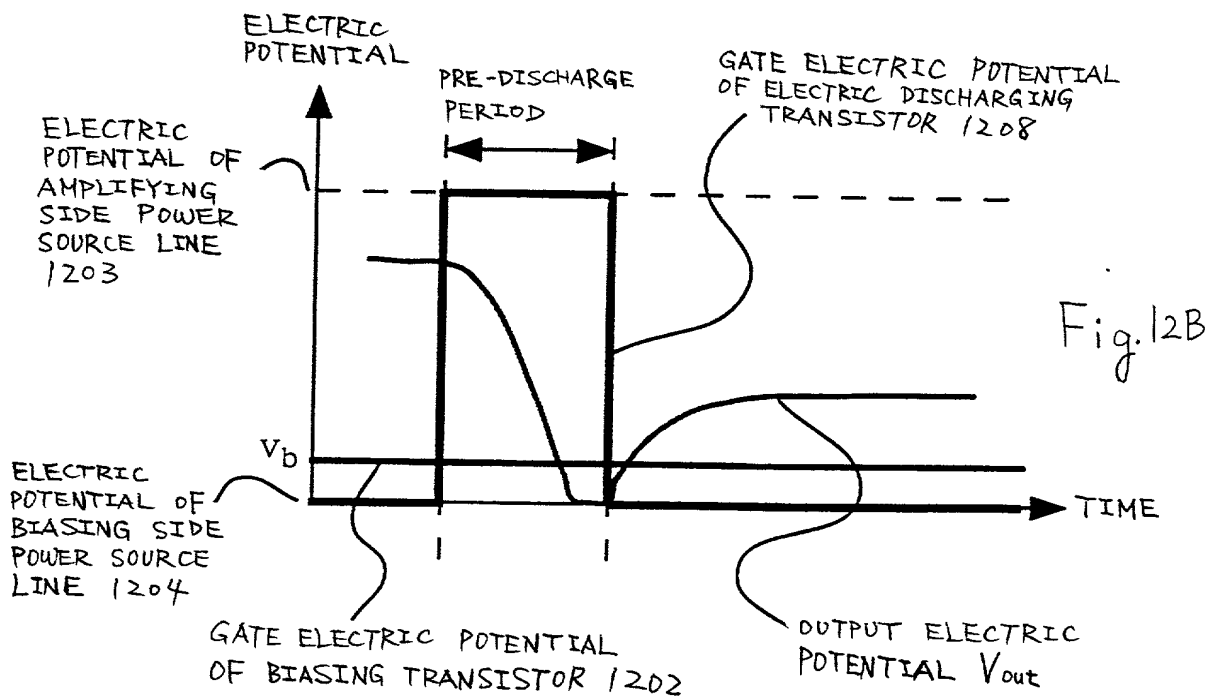 ELECTRIC
POTENTIAL
PRE-DISCHARGE
PERIOD
GATE ELECTRIC POTENTIAL
OF ELECTRIC DISCHARGING
TRANSISTOR 1208
ELECTRIC
POTENTIAL OF
AMPLIFYING
SIDE POWER
SOURCE LINE
1203
Fig.12B
Vb
ELECTRIC
POTENTIAL OF
BIASING SIDE
POWER SOURCE
LINE 1204
TIME
GATE ELECTRIC POTENTIAL
OF BIASING TRANSISTOR 1202
OUTPUT ELECTRIC
POTENTIAL Vout